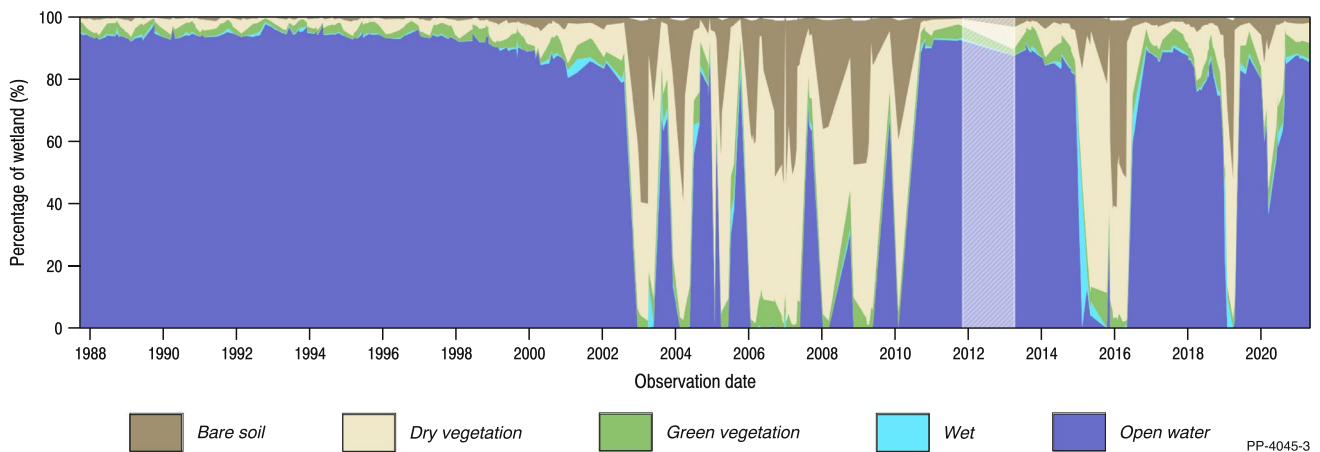 Percentage of wetland (%)
100
80
60
40
20
0
1988 1990 1992 1994 1996 1998 2000 2002 2004 2006 2008 2010 2012 2014 2016 2018 2020
Observation date
Bare soil Dry vegetation Green vegetation Wet Open water
PP-4045-3